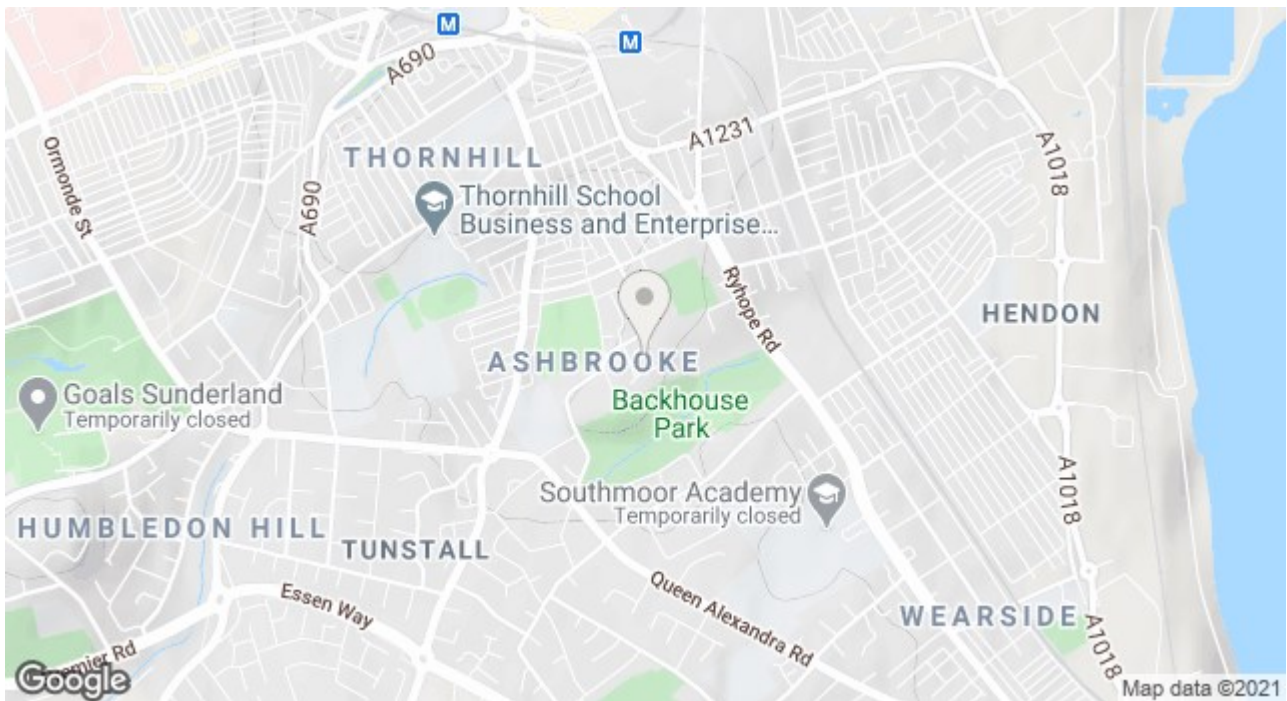 M
M
A690
A1231
A1018
Ormonde St
THORNHILL
A690
Thornhill School
Business and Enterprise...
Ryhope Rd
HENDON
ASHBROOKE
Goals Sunderland
Temporarily closed
Backhouse
Park
A1018
Southmoor Academy
Temporarily closed
HUMBLEDON HILL
TUNSTALL
Essen Way
Queen Alexandra Rd
WEARSIDE
A1018
Premier Rd
Google
Map data ©2021